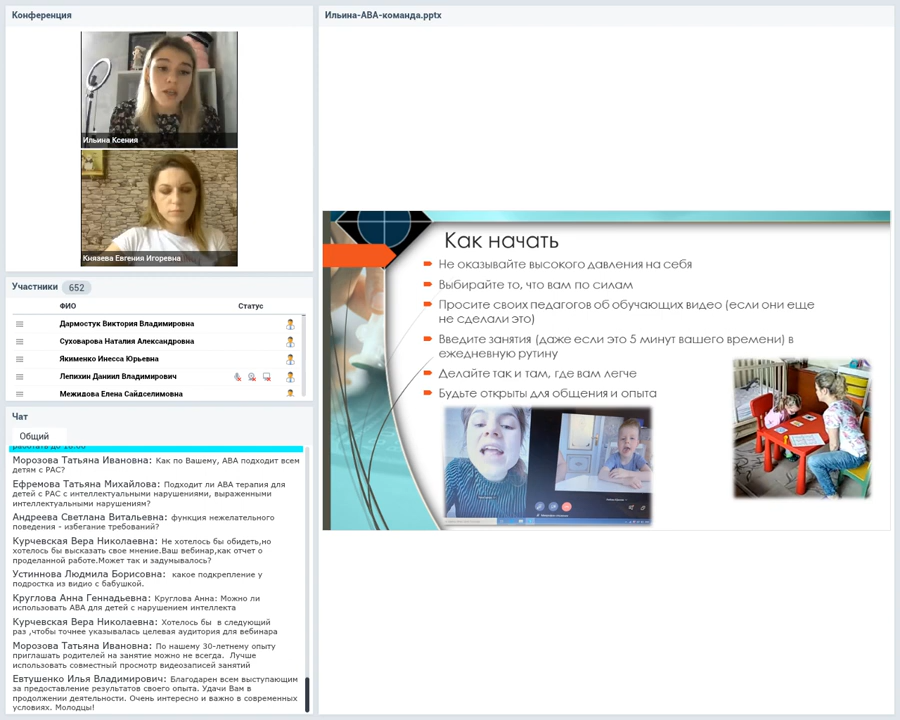 Конференция
Ильина Ксения
Князева Евгения Игоревна
Участники 652
ФИО Статус
Дармостук Виктория Владимировна
Суховарова Наталия Александровна
Якименко Инесса Юрьевна
Лепихин Даниил Владимирович
Межидова Елена Сайдселимовна
Чат
Общий
работать до 16:00
Морозова Татьяна Ивановна: Как по Вашему, АВА подходит всем
детям с РАС?
Ефремова Татьяна Михайлова: Подходит ли АВА терапия для
детей с РАС с интеллектуальными нарушениями, выраженными
интеллектуальными нарушениям?
Андреева Светлана Витальевна: функция нежелательного
поведения - избегание требований?
Курчевская Вера Николаевна: Не хотелось бы обидеть,но
хотелось бы высказать свое мнение.Ваш вебинар,как отчет о
проделанной работе.Может так и задумывалось?
Устиннова Людмила Борисовна: какое подкрепление у
подростка из видио с бабушкой.
Круглова Анна Геннадьевна: Круглова Анна: Можно ли
использовать АВА для детей с нарушением интеллекта
Курчевская Вера Николаевна: Хотелось бы в следующий
раз ,чтобы точнее указывалась целевая аудитория для вебинара
Морозова Татьяна Ивановна: По нашему 30-летнему опыту
приглашать родителей на занятие можно не всегда. Лучше
использовать совместный просмотр видеозаписей занятий
Евтушенко Илья Владимирович: Благодарен всем выступающим
за предоставление результатов своего опыта. Удачи Вам в
продолжении деятельности. Очень интересно и важно в современных
условиях. Молодцы!
Ильина-АВА-команда.pptx
Как начать
Не оказывайте высокого давления на себя
Выбирайте то, что вам по силам
Просите своих педагогов об обучающих видео (если они еще
не сделали это)
Введите занятия (даже если это 5 минут вашего времени) в
ежедневную рутину
Делайте так и там, где вам легче
Будьте открыты для общения и опыта